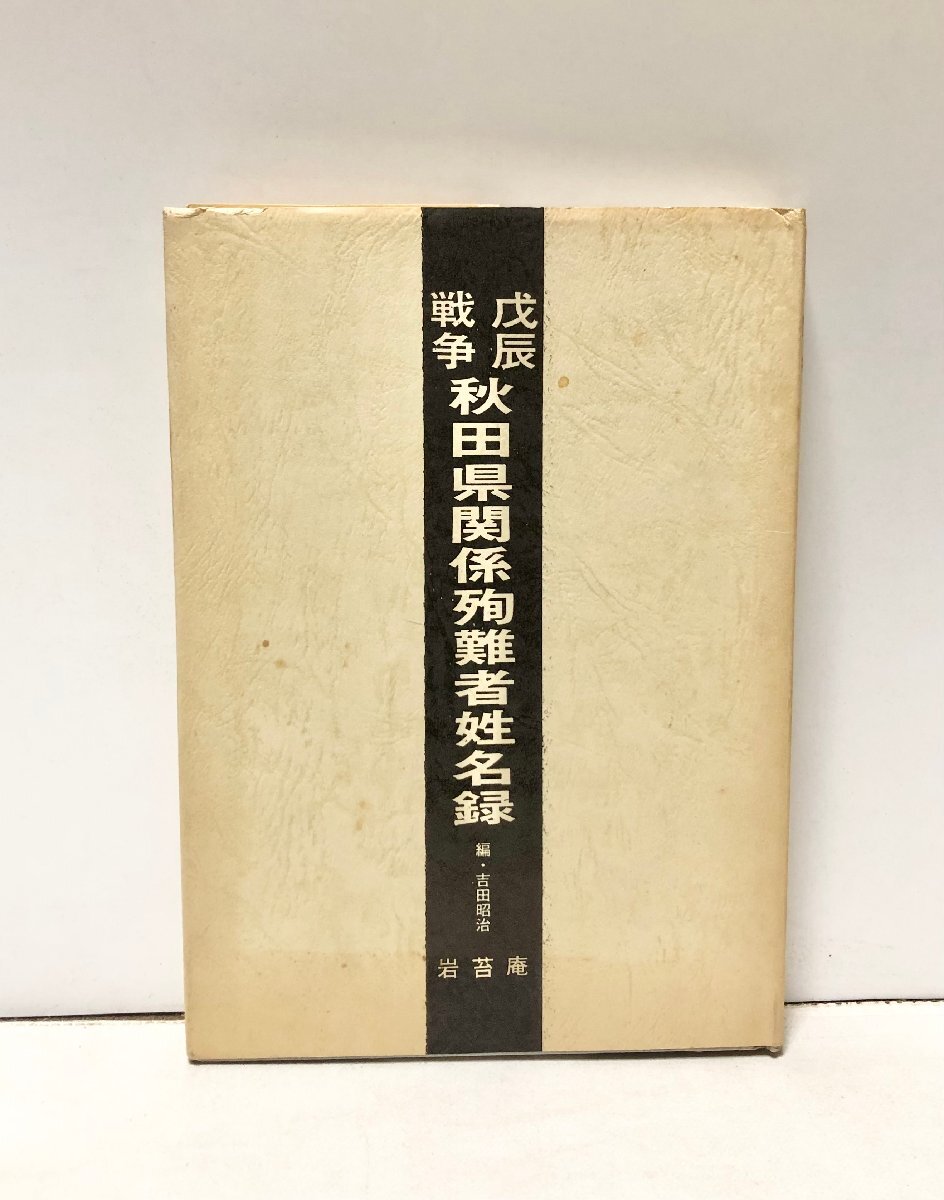 戊辰
戦争
秋田県関係殉難者姓名録
編・吉田昭治
岩苔庵